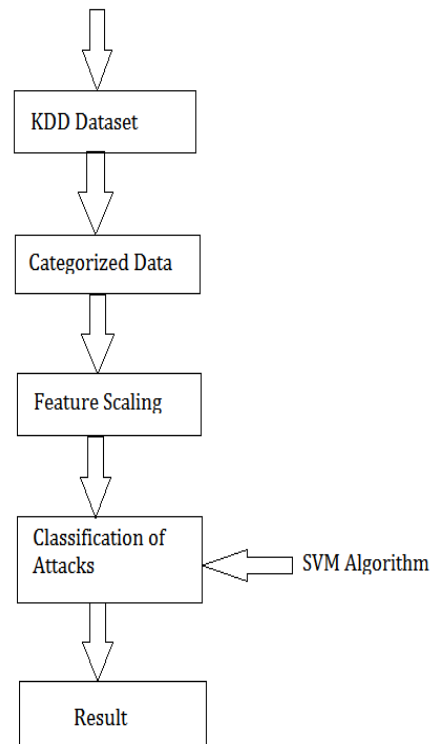 KDD Dataset
Categorized Data
Feature Scaling
Classification of
Attacks
SVM Algorithm
Result